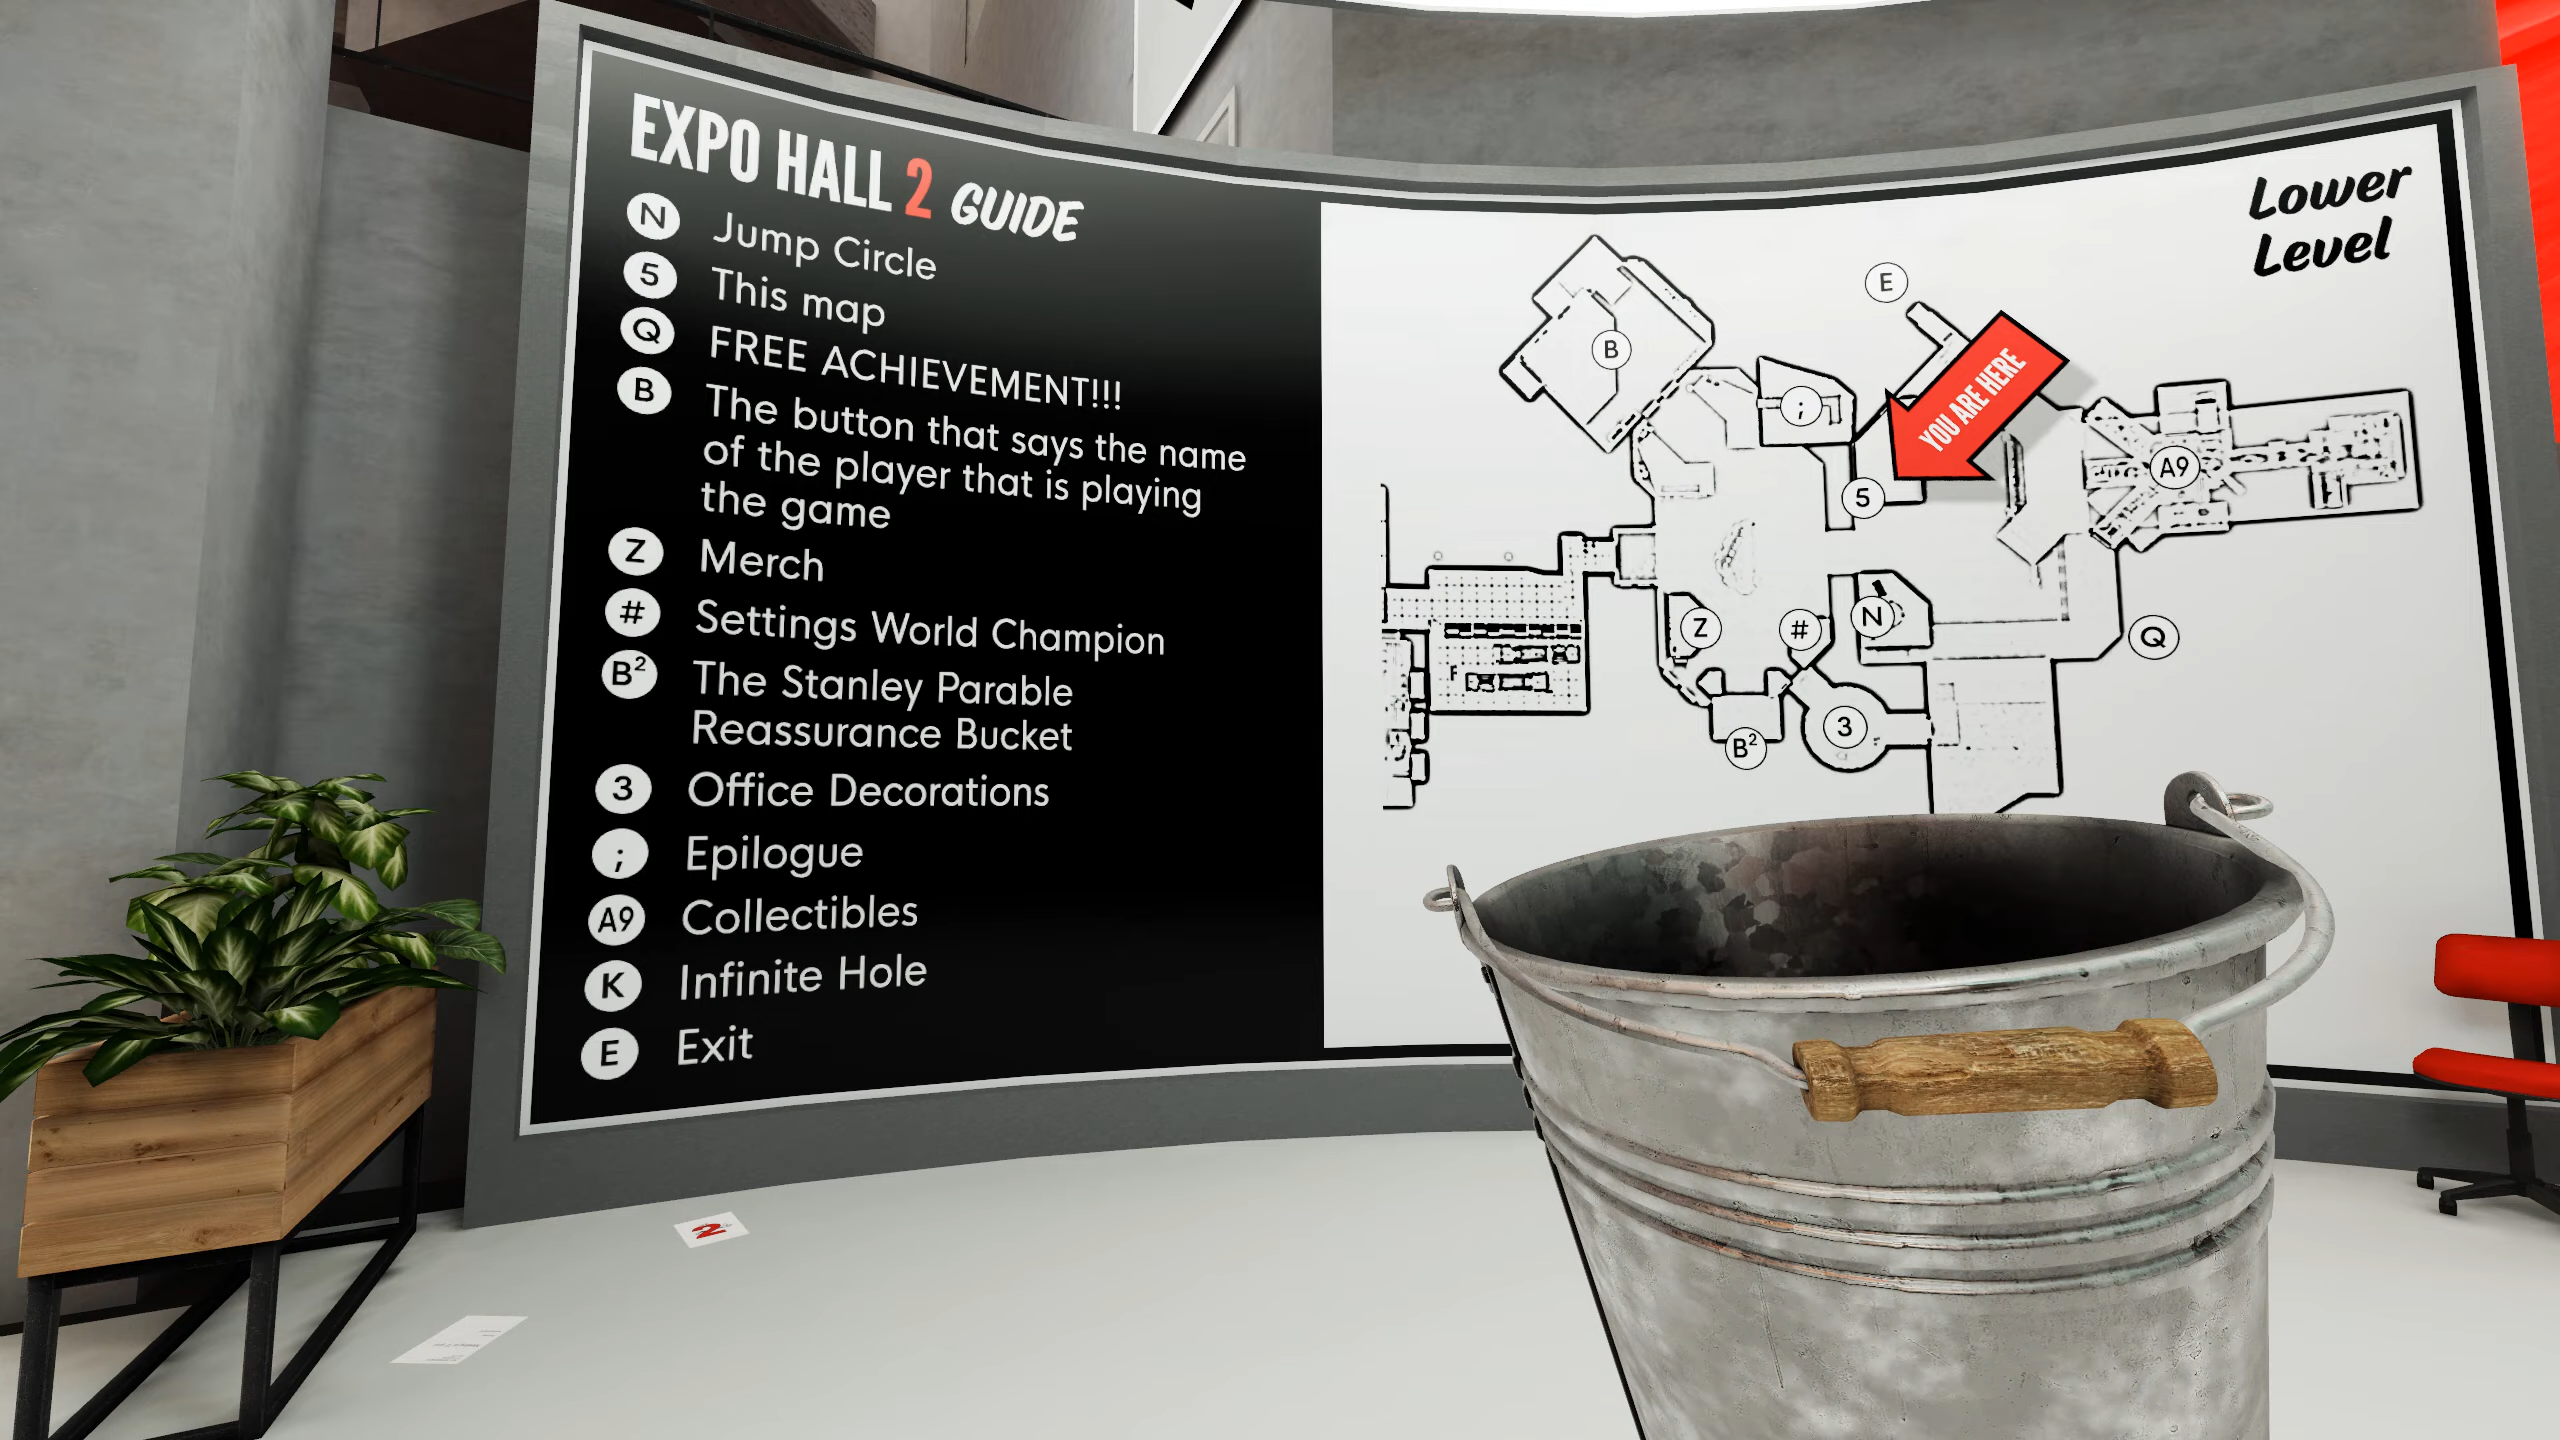 EXPO HALL 2 GUIDE
N Jump Circle
5 This map
Q FREE ACHIEVEMENT!!!
B The button that says the name
of the player that is playing
the game
Z Merch
# Settings World Champion
B² The Stanley Parable
Reassurance Bucket
3 Office Decorations
; Epilogue
A9 Collectibles
K Infinite Hole
E Exit
Lower
Level
E
B
;
YOU ARE HERE
A9
5
N
Z
#
Q
F
3
B²
2